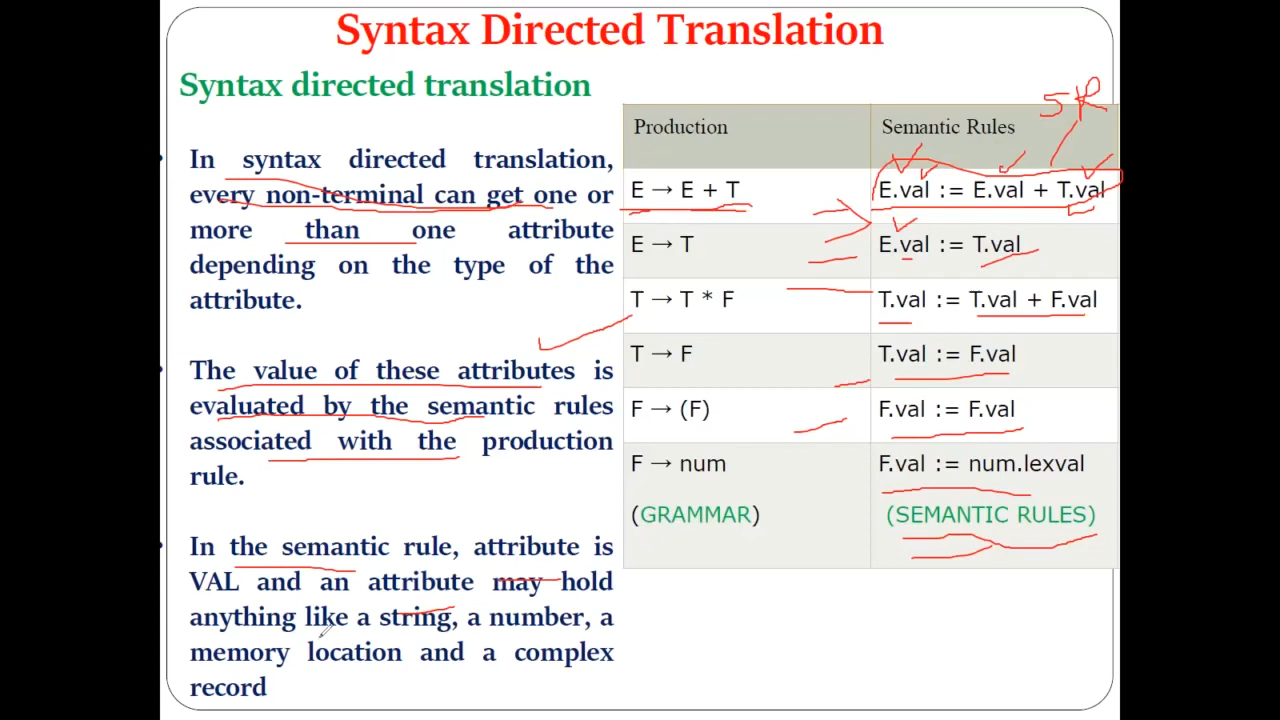 Syntax Directed Translation
Syntax directed translation
• In syntax directed translation,
every non-terminal can get one or
more than one attribute
depending on the type of the
attribute.
• The value of these attributes is
evaluated by the semantic rules
associated with the production
rule.
• In the semantic rule, attribute is
VAL and an attribute may hold
anything like a string, a number, a
memory location and a complex
record
SR
Production Semantic Rules
E → E + T E.val := E.val + T.val
E → T E.val := T.val
T → T * F T.val := T.val + F.val
T → F T.val := F.val
F → (F) F.val := F.val
F → num F.val := num.lexval
(GRAMMAR) (SEMANTIC RULES)